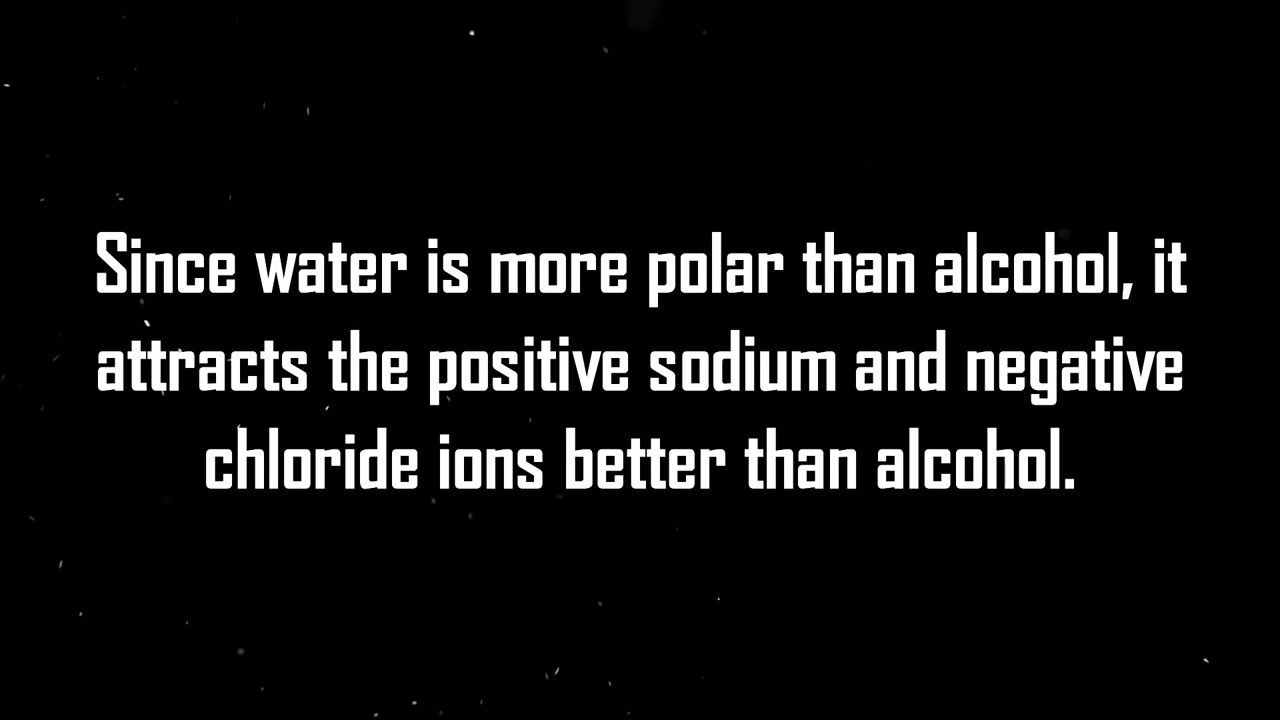 Since water is more polar than alcohol, it
attracts the positive sodium and negative
chloride ions better than alcohol.